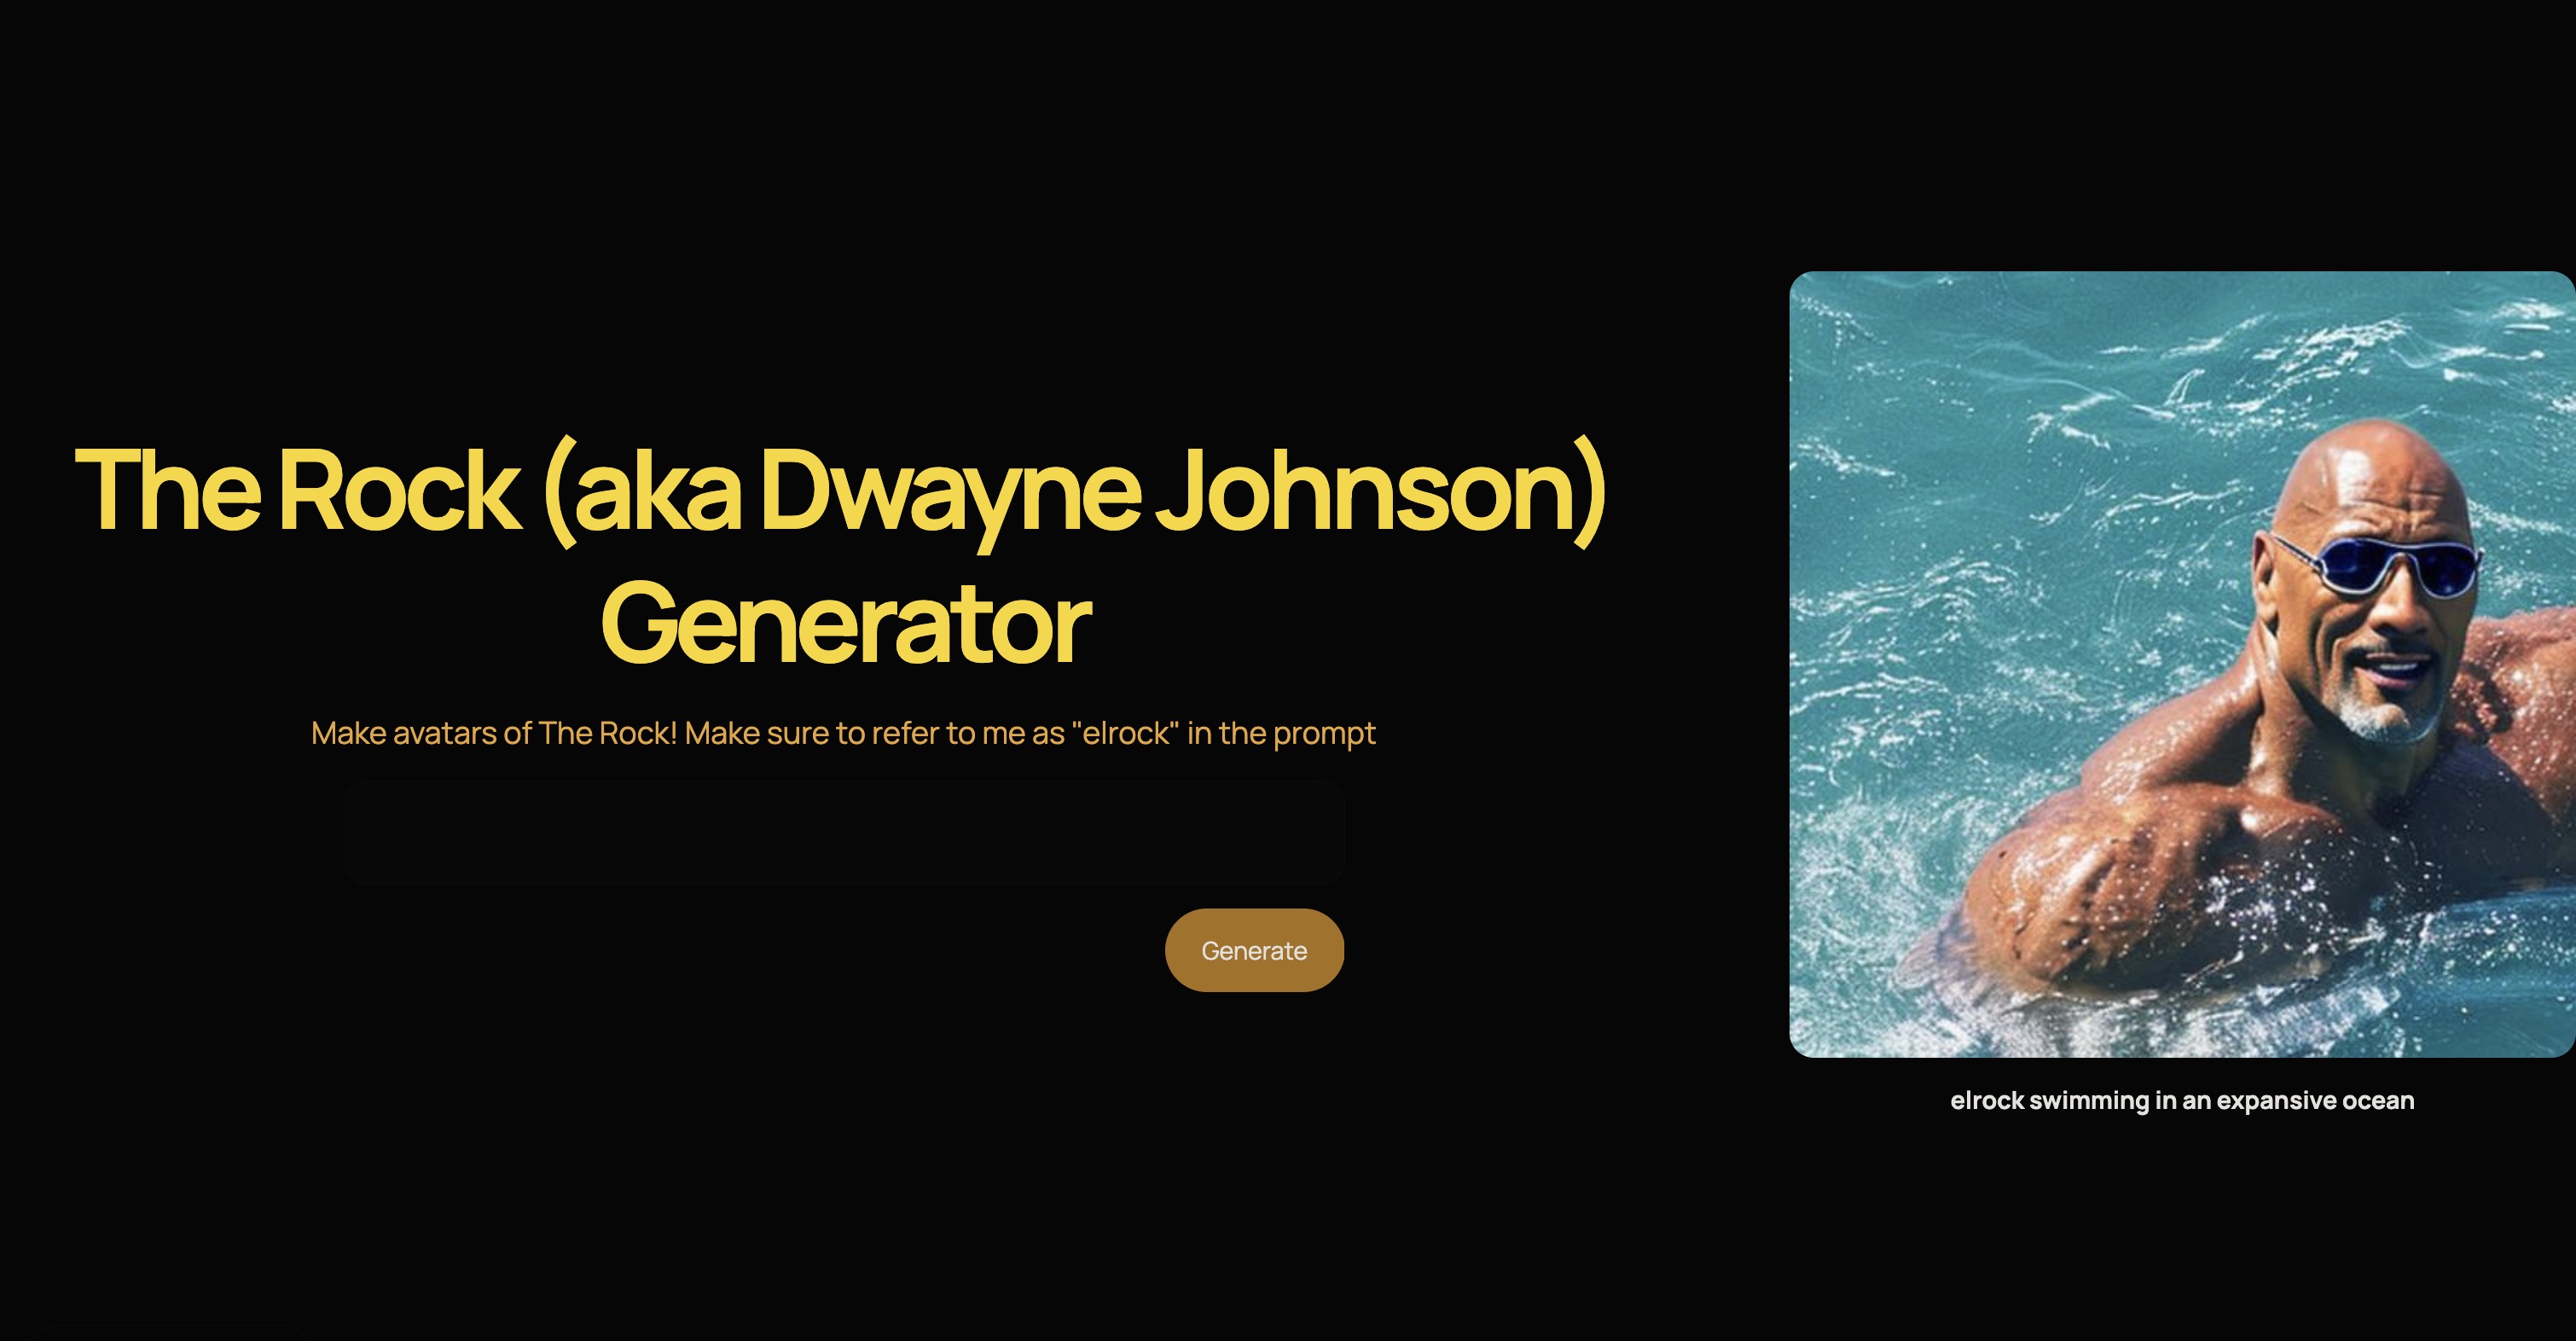 The Rock (aka Dwayne Johnson)
Generator
Make avatars of The Rock! Make sure to refer to me as "elrock" in the prompt
Generate
elrock swimming in an expansive ocean